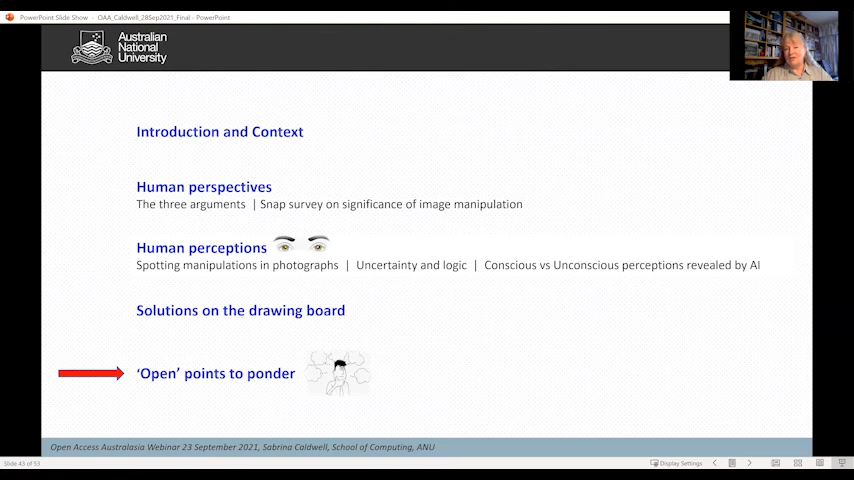 PowerPoint Slide Show - OAA_Caldwell_28Sep2021_Final - PowerPoint
Australian
National
University
Introduction and Context
Human perspectives
The three arguments | Snap survey on significance of image manipulation
Human perceptions
Spotting manipulations in photographs | Uncertainty and logic | Conscious vs Unconscious perceptions revealed by AI
Solutions on the drawing board
‘Open’ points to ponder
Open Access Australasia Webinar 23 September 2021, Sabrina Caldwell, School of Computing, ANU
Slide 43 of 53
Display Settings